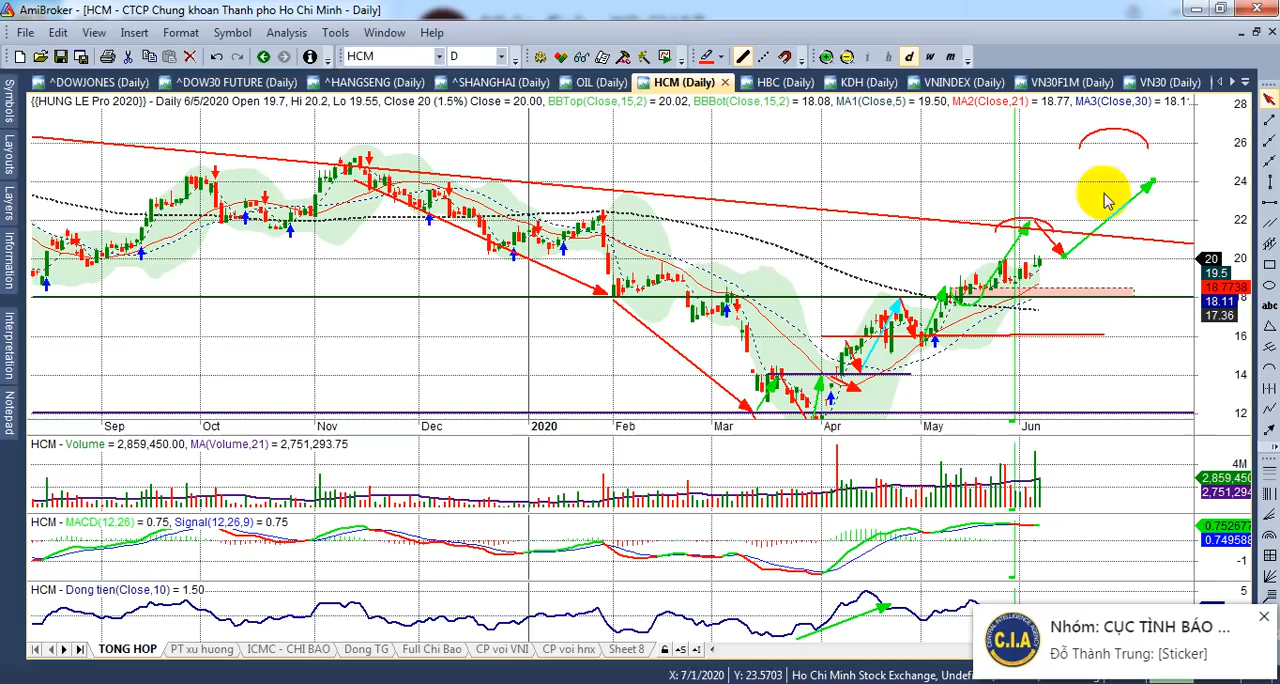 AmiBroker - [HCM - CTCP Chung khoan Thanh pho Ho Chi Minh - Daily]
File Edit View Insert Format Symbol Analysis Tools Window Help
HCM D
^DOWJONES (Daily) ^DOW30 FUTURE (Daily) ^HANGSENG (Daily) ^SHANGHAI (Daily) OIL (Daily) HCM (Daily) HBC (Daily) KDH (Daily) VNINDEX (Daily) VN30F1M (Daily) VN30 (Daily)
{{HUNG LE Pro 2020}} - Daily 6/5/2020 Open 19.7, Hi 20.2, Lo 19.55, Close 20 (1.5%) Close = 20.00, BBTop(Close,15,2) = 20.02, BBBot(Close,15,2) = 18.08, MA1(Close,5) = 19.50, MA2(Close,21) = 18.77, MA3(Close,30) = 18.1
Symbols
Layouts
Layers
Information
Interpretation
Notepad
abc
28
26
24
22
20
20
19.5
18.7738
18
18.11
17.36
16
14
12
Sep Oct Nov Dec 2020 Feb Mar Apr May Jun
HCM - Volume = 2,859,450.00, MA(Volume,21) = 2,751,293.75
4M
2,859,450
2,751,294
HCM - MACD(12,26) = 0.75, Signal(12,26,9) = 0.75
0.752677
0.749588
-1
HCM - Dong tien(Close,10) = 1.50
5
TONG HOP PT xu huong ICMC - CHI BAO Dong TG Full Chi Bao CP voi VNI CP voi hnx Sheet 8
X: 7/1/2020 Y: 23.5703 Ho Chi Minh Stock Exchange, Undef
C.I.A
Nhóm: CỤC TÌNH BÁO ...
Đỗ Thành Trung: [Sticker]